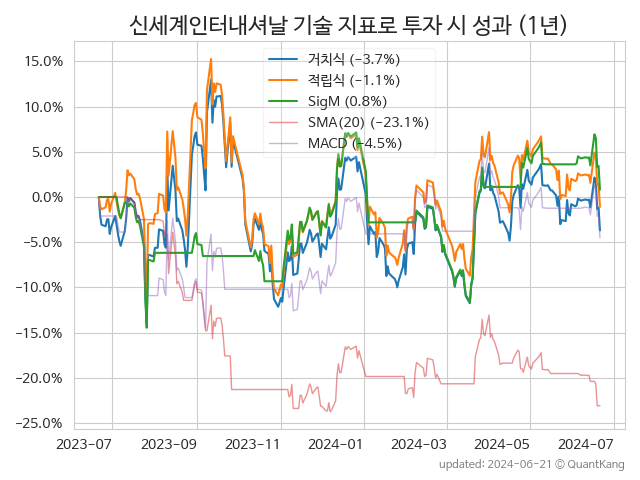 신세계인터내셔날 기술 지표로 투자 시 성과 (1년)
거치식 (−3.7%)
적립식 (−1.1%)
SigM (0.8%)
SMA(20) (−23.1%)
MACD (−4.5%)
15.0%
10.0%
5.0%
0.0%
−5.0%
−10.0%
−15.0%
−20.0%
−25.0%
2023-07 2023-09 2023-11 2024-01 2024-03 2024-05 2024-07
updated: 2024-06-21 © QuantKang